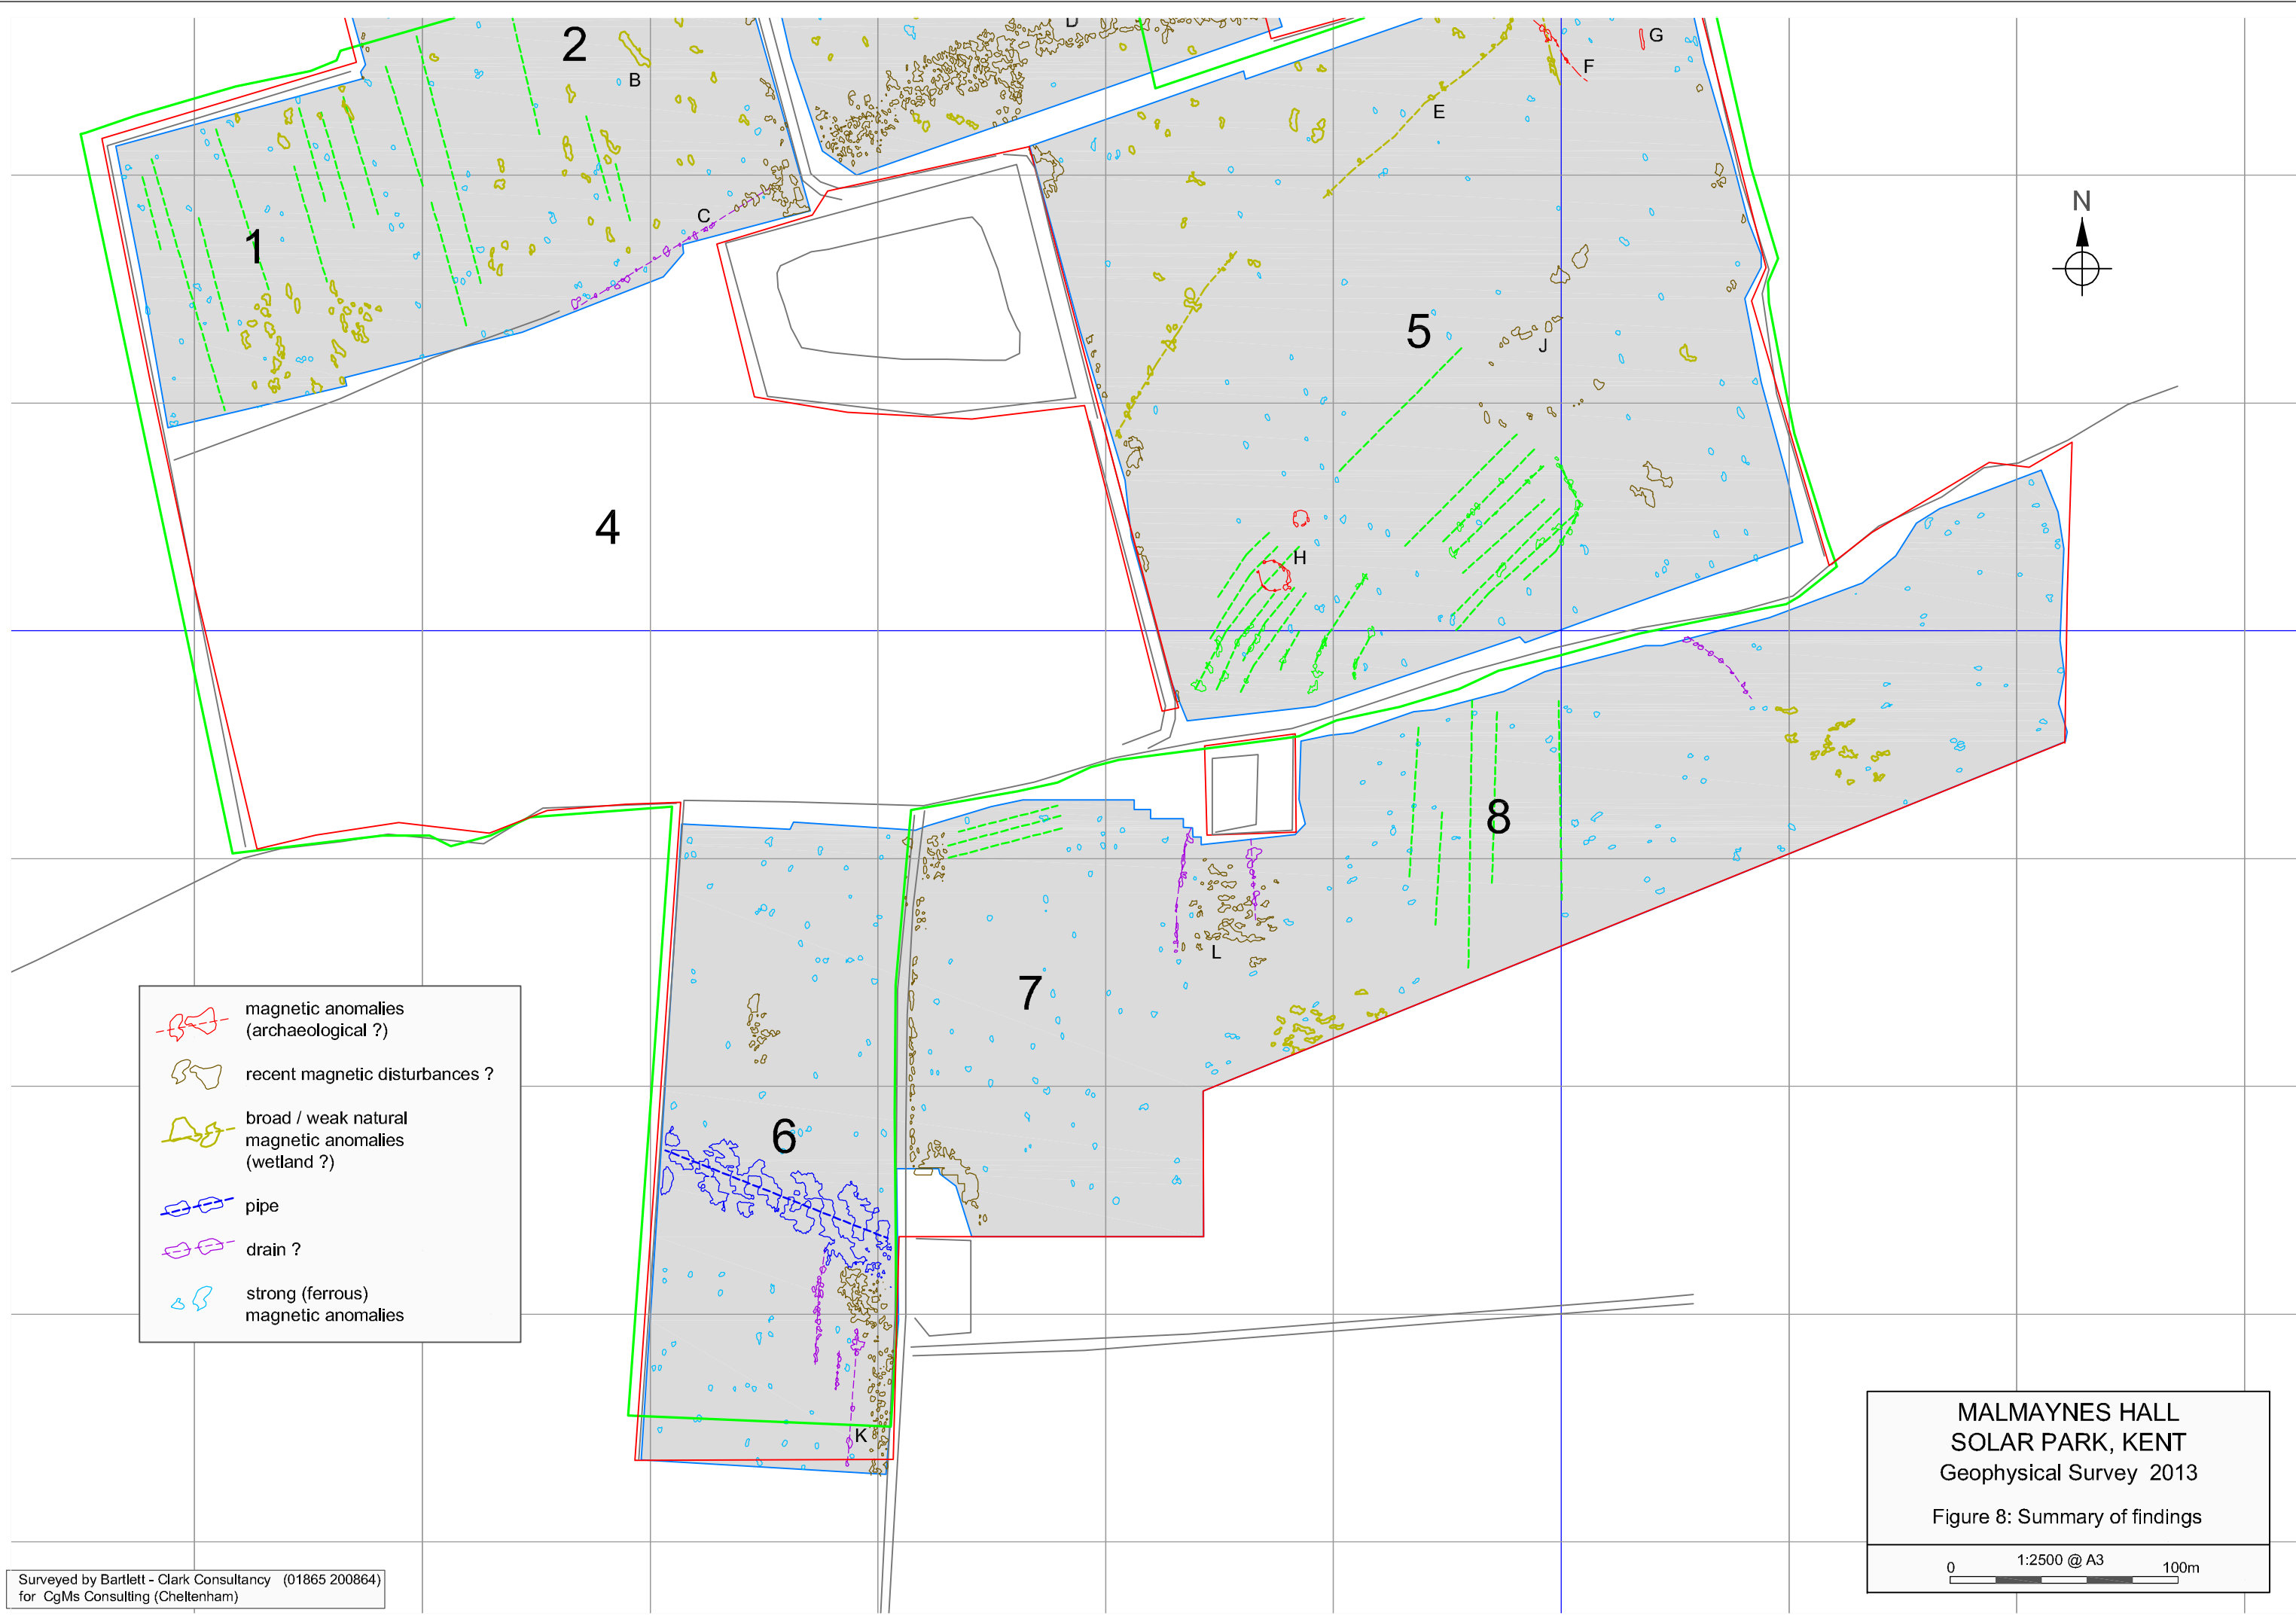 2
D
G
B
F
E
N
C
1
5
J
4
H
8
L
7
magnetic anomalies
(archaeological ?)
recent magnetic disturbances ?
broad / weak natural
magnetic anomalies
(wetland ?)
6
pipe
drain ?
strong (ferrous)
magnetic anomalies
K
MALMAYNES HALL
SOLAR PARK, KENT
Geophysical Survey 2013
Figure 8: Summary of findings
1:2500 @ A3
0 100m
Surveyed by Bartlett - Clark Consultancy (01865 200864)
for CgMs Consulting (Cheltenham)